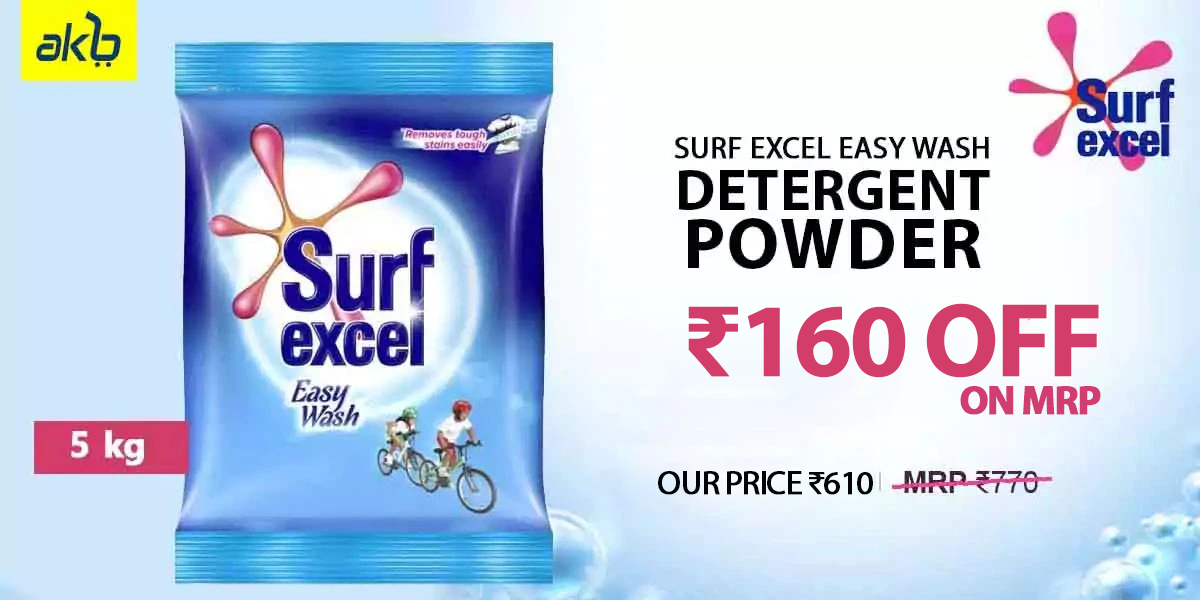 akb
Removes tough
stains easily
Surf
excel
Easy
Wash
5 kg
Surf
excel
SURF EXCEL EASY WASH
DETERGENT
POWDER
₹160 OFF
ON MRP
OUR PRICE ₹610 | MRP ₹770